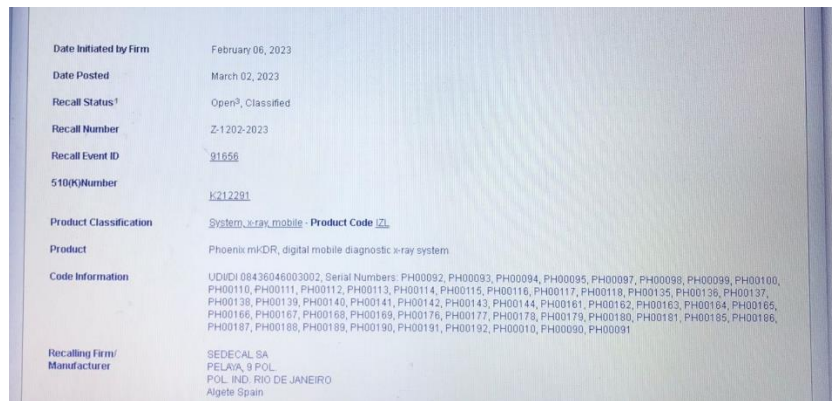 Date Initiated by Firm February 06, 2023
Date Posted March 02, 2023
Recall Status¹ Open³, Classified
Recall Number Z-1202-2023
Recall Event ID 91656
510(K)Number K212291
Product Classification System, x-ray, mobile - Product Code IZL
Product Phoenix mKDR, digital mobile diagnostic x-ray system
Code Information UDI/DI 08436046003002, Serial Numbers: PH00092, PH00093, PH00094, PH00095, PH00097, PH00098, PH00099, PH00100,
PH00110, PH00111, PH00112, PH00113, PH00114, PH00115, PH00116, PH00117, PH00118, PH00135, PH00136, PH00137,
PH00138, PH00139, PH00140, PH00141, PH00142, PH00143, PH00144, PH00161, PH00162, PH00163, PH00164, PH00165,
PH00166, PH00167, PH00168, PH00169, PH00176, PH00177, PH00178, PH00179, PH00180, PH00181, PH00185, PH00186,
PH00187, PH00188, PH00189, PH00190, PH00191, PH00192, PH00010, PH00090, PH00091
Recalling Firm/ SEDECAL SA
Manufacturer PELAYA, 9 POL.
POL. IND. RIO DE JANEIRO
Algete Spain